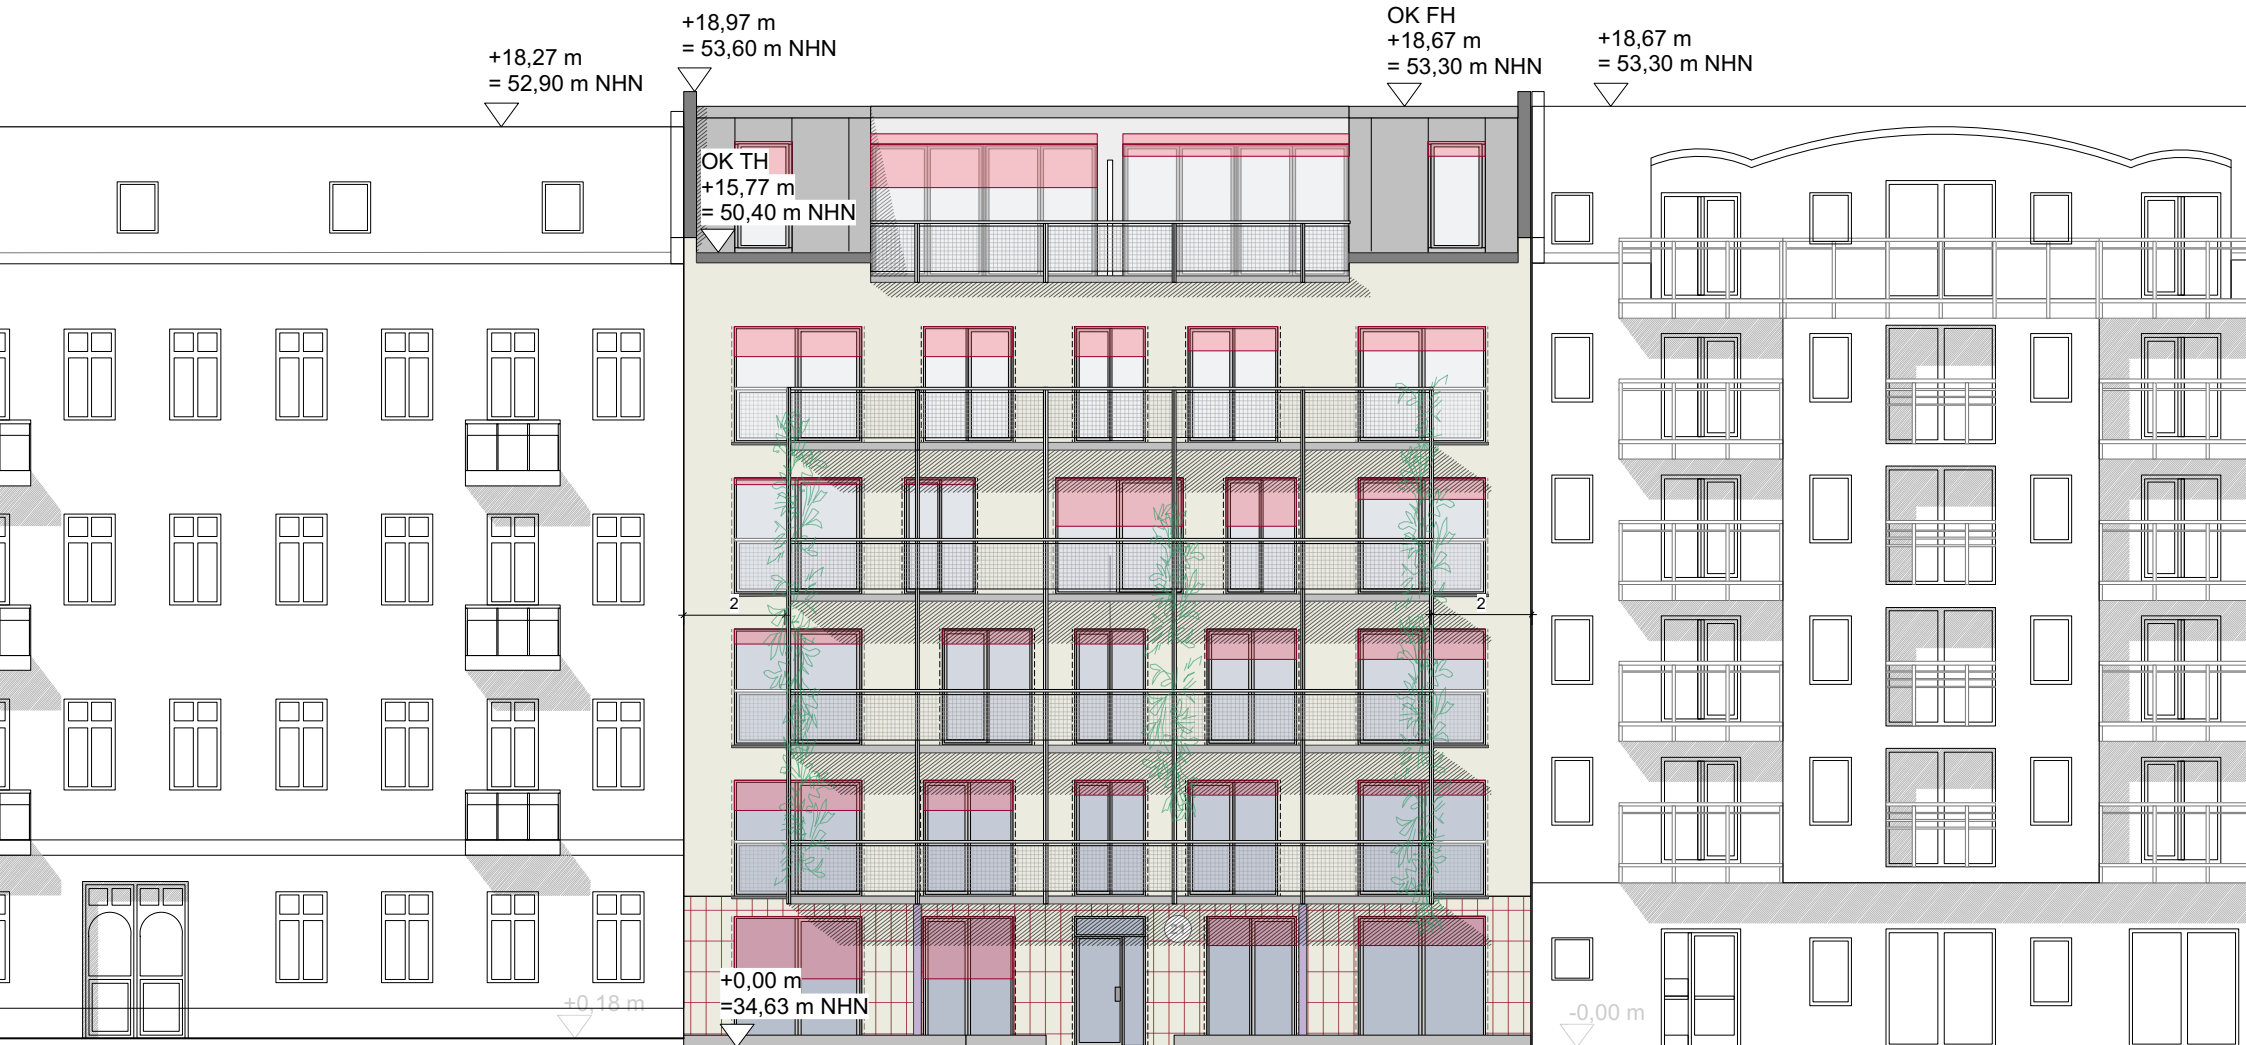 +18,27 m
= 52,90 m NHN
+18,97 m
= 53,60 m NHN
OK FH
+18,67 m
= 53,30 m NHN
+18,67 m
= 53,30 m NHN
OK TH
+15,77 m
= 50,40 m NHN
2
2
21
+0,00 m
=34,63 m NHN
+0,18 m
-0,00 m